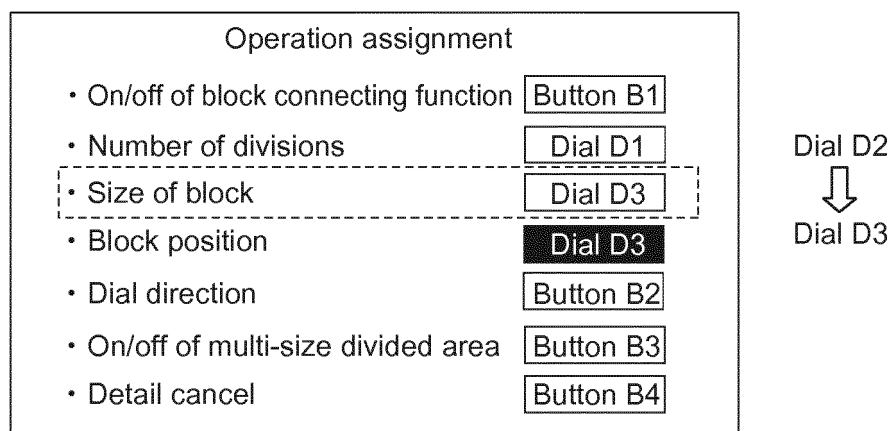 Operation assignment
・On/off of block connecting function Button B1
・Number of divisions Dial D1
・Size of block Dial D3
・Block position Dial D3
・Dial direction Button B2
・On/off of multi-size divided area Button B3
・Detail cancel Button B4
Dial D2
Dial D3